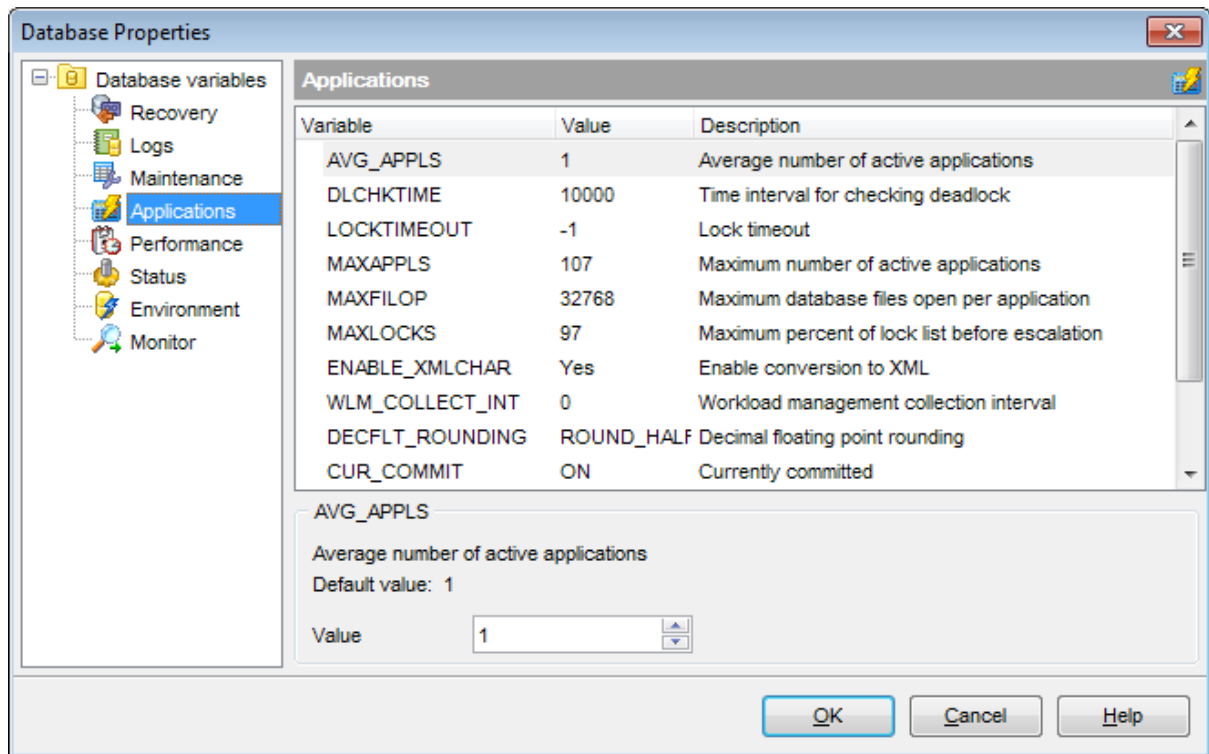 Database Properties
Database variables
Recovery
Logs
Maintenance
Applications
Performance
Status
Environment
Monitor
Applications
Variable Value Description
AVG_APPLS 1 Average number of active applications
DLCHKTIME 10000 Time interval for checking deadlock
LOCKTIMEOUT -1 Lock timeout
MAXAPPLS 107 Maximum number of active applications
MAXFILOP 32768 Maximum database files open per application
MAXLOCKS 97 Maximum percent of lock list before escalation
ENABLE_XMLCHAR Yes Enable conversion to XML
WLM_COLLECT_INT 0 Workload management collection interval
DECFLT_ROUNDING ROUND_HALF Decimal floating point rounding
CUR_COMMIT ON Currently committed
AVG_APPLS
Average number of active applications
Default value: 1
Value 1
OK Cancel Help